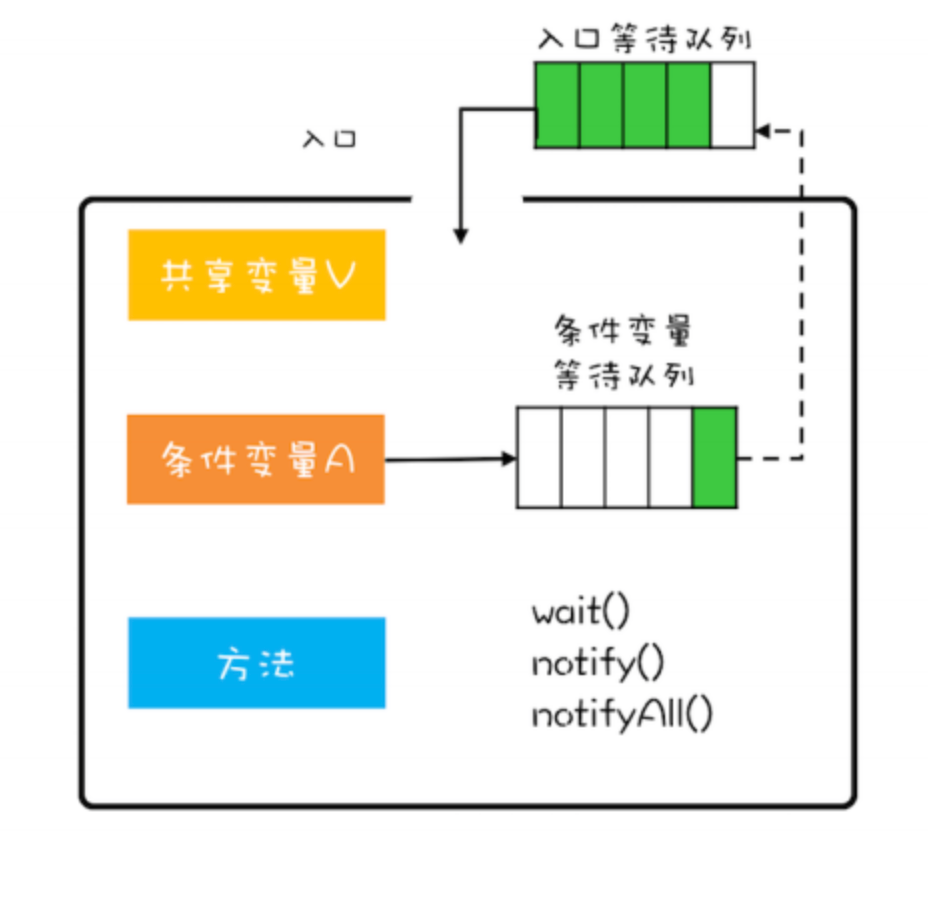 入口等待队列
入口
共享变量V
条件变量
等待队列
条件变量A
wait()
notify()
notifyAll()
方法